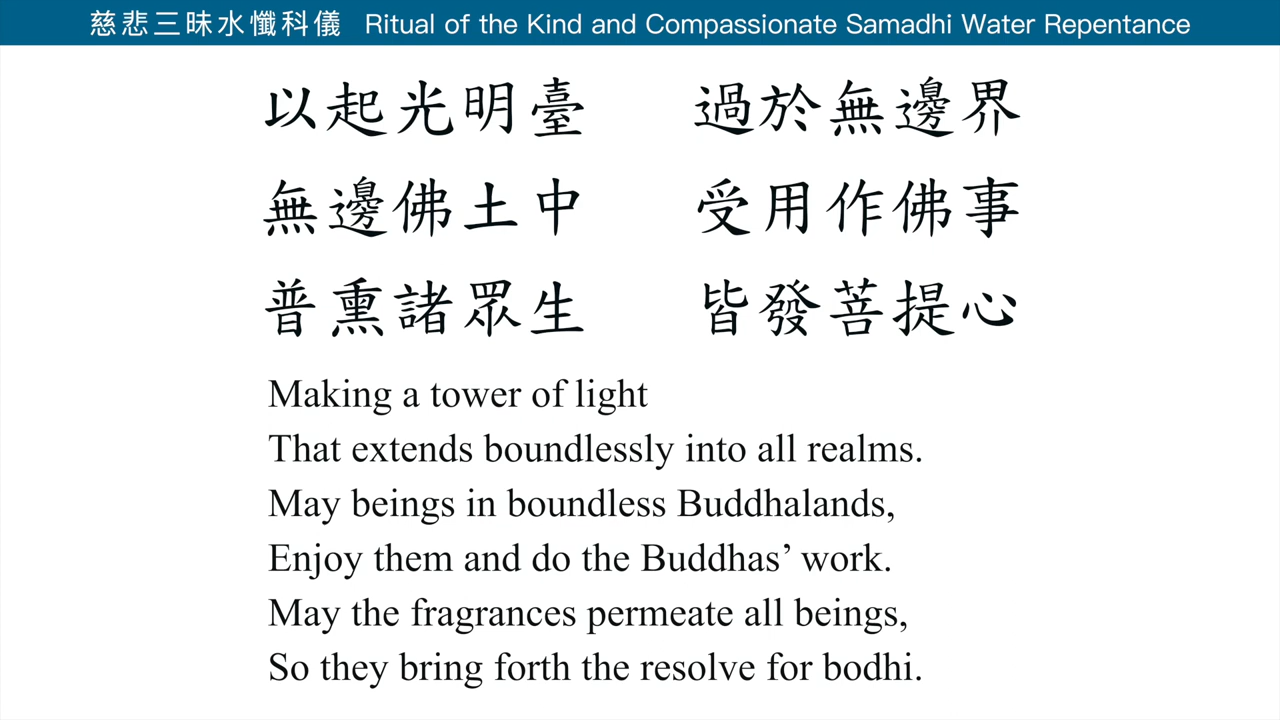 慈悲三昧水懺科儀 Ritual of the Kind and Compassionate Samadhi Water Repentance
以起光明臺 過於無邊界
無邊佛土中 受用作佛事
普熏諸眾生 皆發菩提心
Making a tower of light
That extends boundlessly into all realms.
May beings in boundless Buddhalands,
Enjoy them and do the Buddhas’ work.
May the fragrances permeate all beings,
So they bring forth the resolve for bodhi.